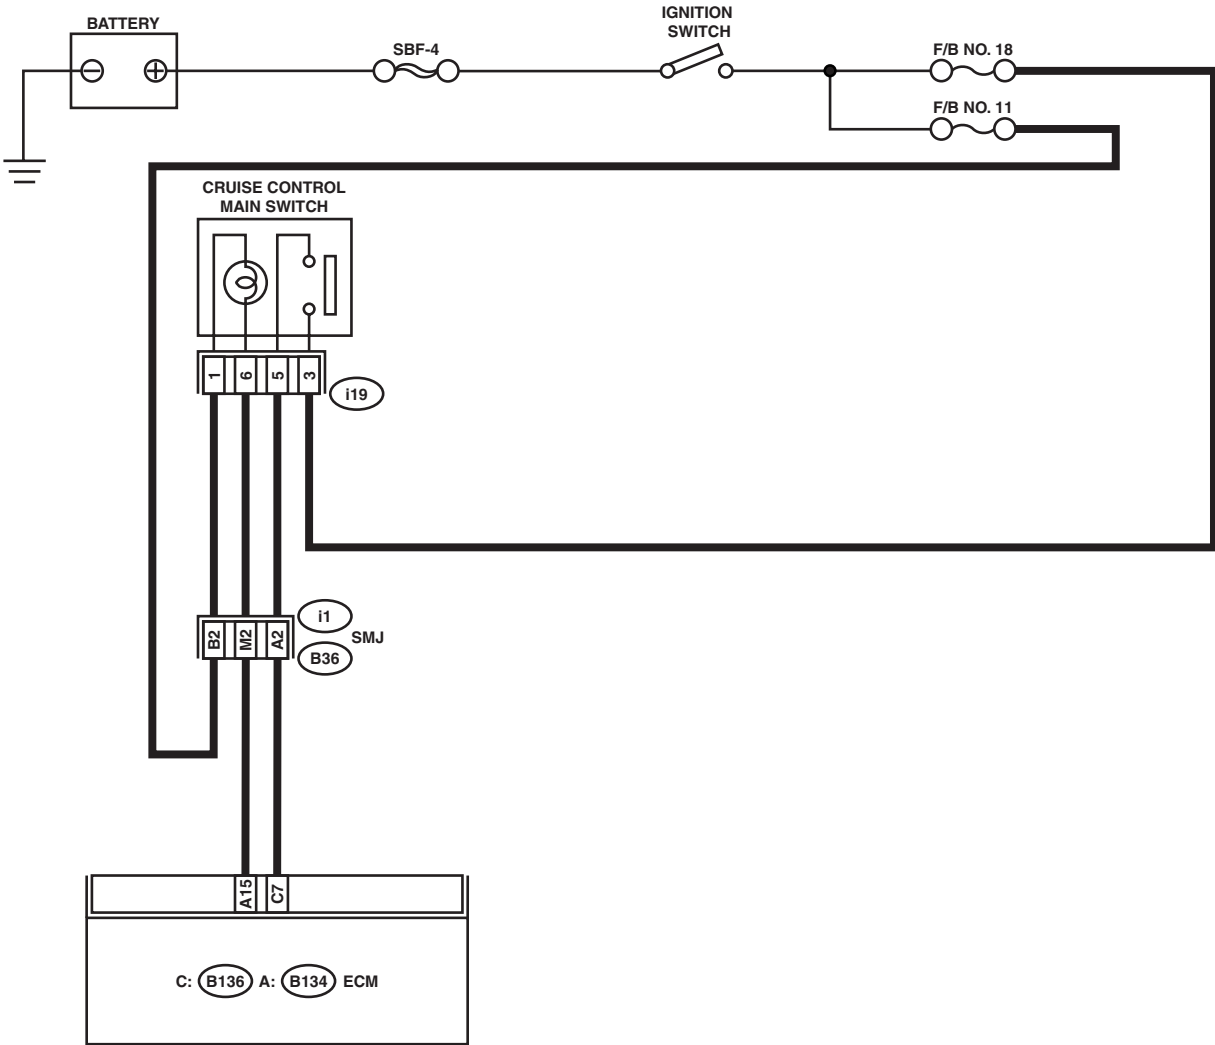 BATTERY
SBF-4
IGNITION
SWITCH
F/B NO. 18
F/B NO. 11
CRUISE CONTROL
MAIN SWITCH
1
6
5
3
i19
B2
M2
A2
i1
B36
SMJ
A15
C7
C: B136 A: B134 ECM